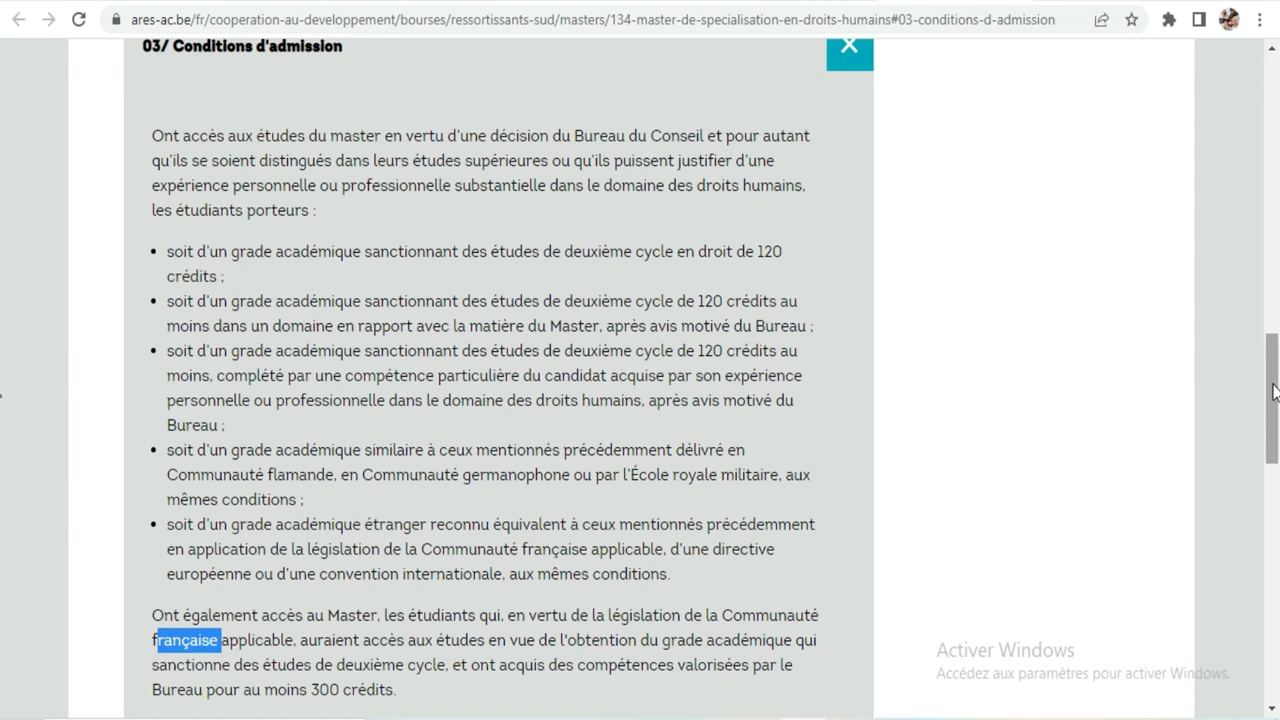 ares-ac.be/fr/cooperation-au-developpement/bourses/ressortissants-sud/masters/134-master-de-specialisation-en-droits-humains#03-conditions-d-admission
03/ Conditions d'admission
Ont accès aux études du master en vertu d'une décision du Bureau du Conseil et pour autant
qu'ils se soient distingués dans leurs études supérieures ou qu'ils puissent justifier d'une
expérience personnelle ou professionnelle substantielle dans le domaine des droits humains,
les étudiants porteurs :
• soit d'un grade académique sanctionnant des études de deuxième cycle en droit de 120
crédits ;
• soit d'un grade académique sanctionnant des études de deuxième cycle de 120 crédits au
moins dans un domaine en rapport avec la matière du Master, après avis motivé du Bureau ;
• soit d'un grade académique sanctionnant des études de deuxième cycle de 120 crédits au
moins, complété par une compétence particulière du candidat acquise par son expérience
personnelle ou professionnelle dans le domaine des droits humains, après avis motivé du
Bureau ;
• soit d'un grade académique similaire à ceux mentionnés précédemment délivré en
Communauté flamande, en Communauté germanophone ou par l'École royale militaire, aux
mêmes conditions ;
• soit d'un grade académique étranger reconnu équivalent à ceux mentionnés précédemment
en application de la législation de la Communauté française applicable, d'une directive
européenne ou d'une convention internationale, aux mêmes conditions.
Ont également accès au Master, les étudiants qui, en vertu de la législation de la Communauté
française applicable, auraient accès aux études en vue de l'obtention du grade académique qui
sanctionne des études de deuxième cycle, et ont acquis des compétences valorisées par le
Bureau pour au moins 300 crédits.
Activer Windows
Accédez aux paramètres pour activer Windows.